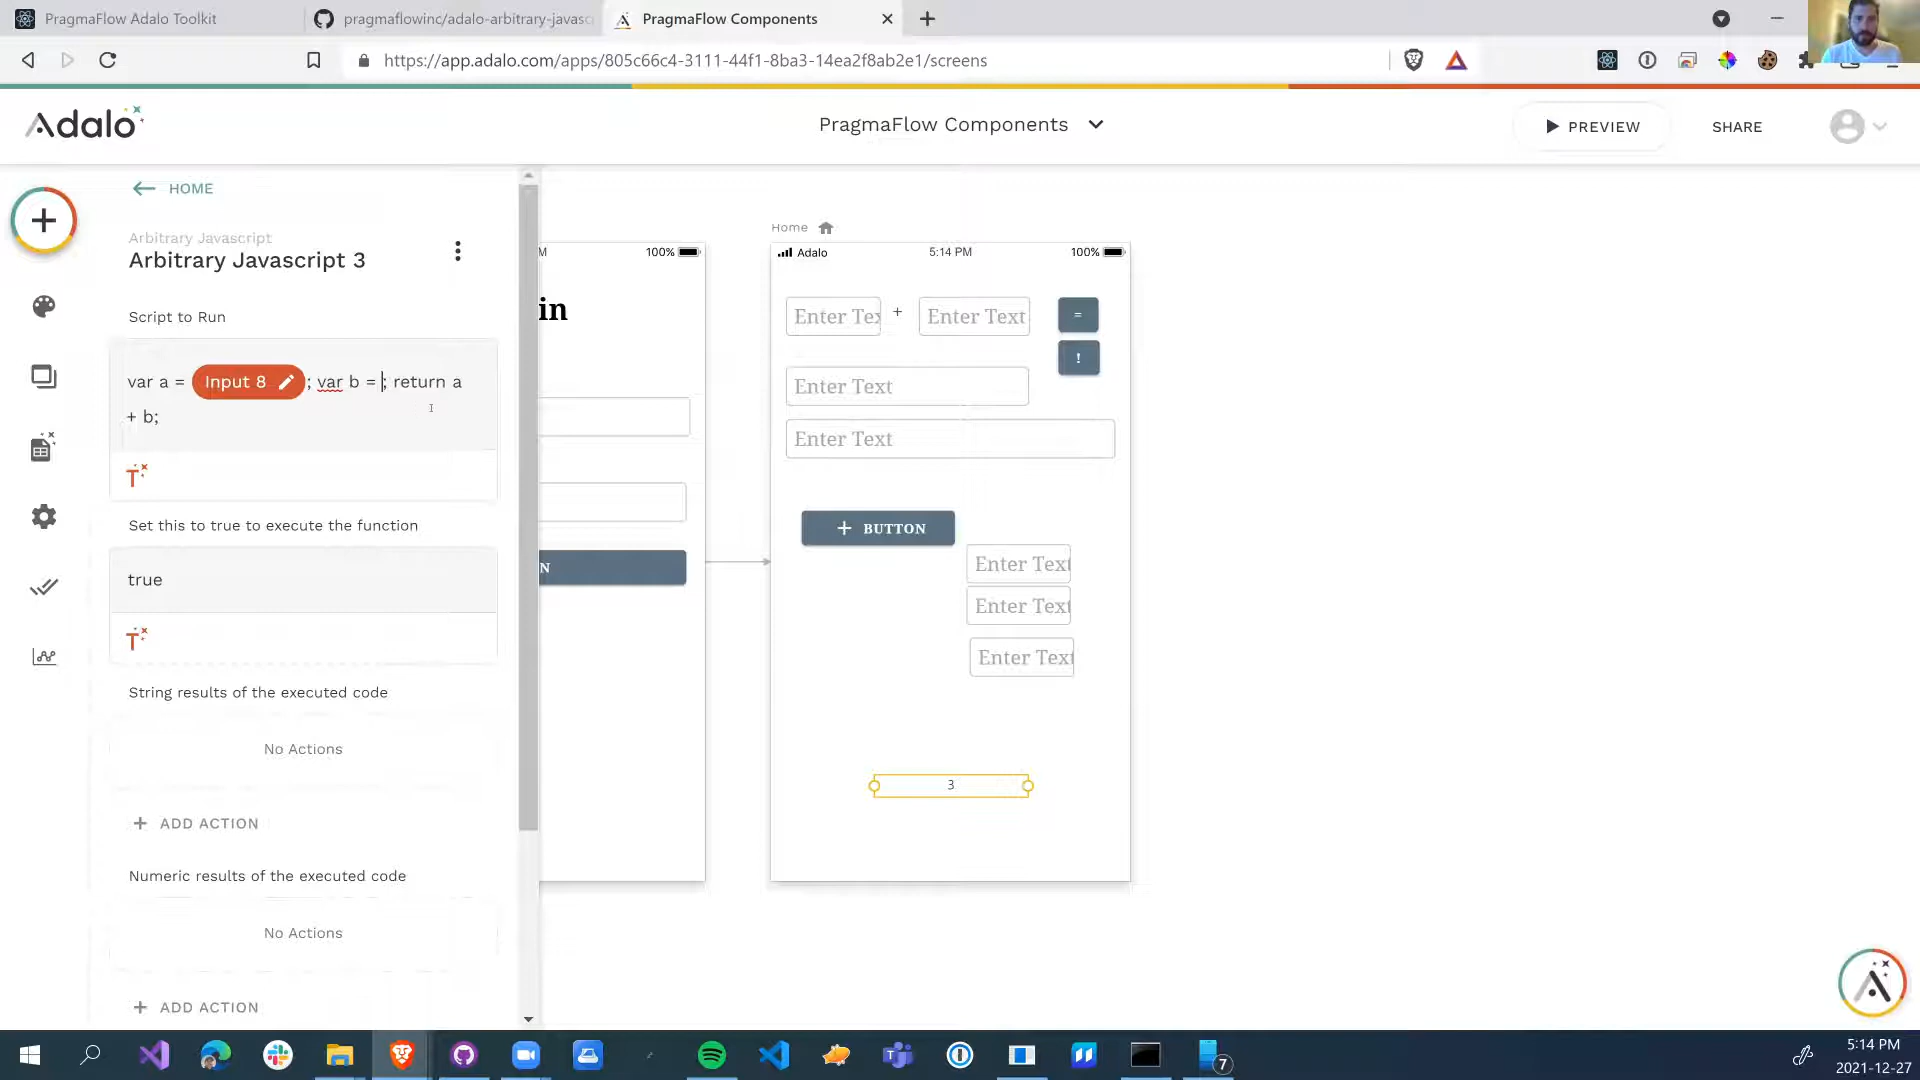 PragmaFlow Adalo Toolkit
pragmaflowinc/adalo-arbitrary-javasc
PragmaFlow Components
https://app.adalo.com/apps/805c66c4-3111-44f1-8ba3-14ea2f8ab2e1/screens
Adalo
PragmaFlow Components
PREVIEW
SHARE
HOME
Arbitrary Javascript
Arbitrary Javascript 3
Script to Run
var a = Input 8 ; var b = ; return a
+ b;
T
Set this to true to execute the function
true
T
String results of the executed code
No Actions
+ ADD ACTION
Numeric results of the executed code
No Actions
+ ADD ACTION
M
100%
in
N
Home
Adalo
5:14 PM
100%
Enter Tex
+
Enter Text
=
!
Enter Text
Enter Text
+ BUTTON
Enter Text
Enter Text
Enter Text
3
7
5:14 PM
2021-12-27